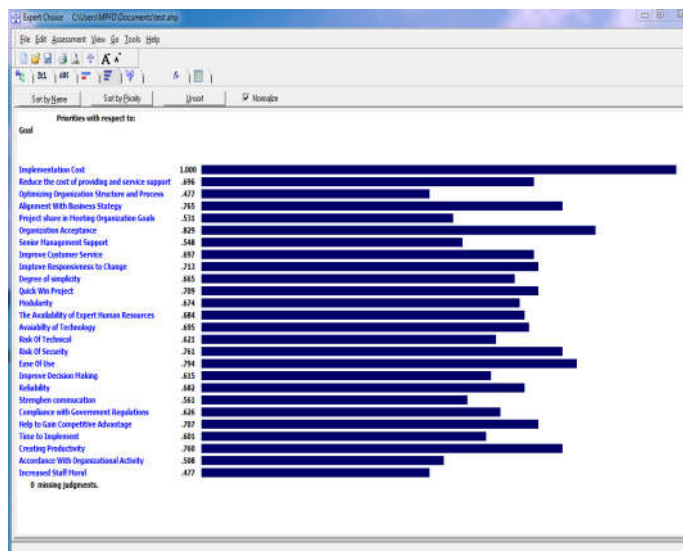 Expert Choice C:\Users\MPFD\Documents\test.ahp
File Edit Assessment View Go Tools Help
A A
3:1 ABC
Sort by Name Sort by Priority Unsort Normalize
Priorities with respect to:
Goal
Implementation Cost 1.000
Reduce the cost of providing and service support .696
Optimizing Organization Structure and Process .477
Alignment With Business Stategy .765
Project share in Meeting Organization Goals .531
Organization Acceptance .829
Senior Management Support .548
Improve Customer Service .697
Improve Responsivness to Change .713
Degree of simplicity .665
Quick Win Project .709
Modularity .674
The Availability of Expert Human Resources .684
Avaiabilty of Technology .695
Risk Of Technical .621
Risk Of Security .761
Ease Of Use .794
Improve Decision Making .615
Reliability .682
Strenghen commucation .561
Compliance with Government Regulations .626
Help to Gain Competitive Advantage .707
Time to Implement .601
Creating Productivity .760
Accordance With Organizational Activity .508
Increased Staff Moral .477
0 missing judgments.